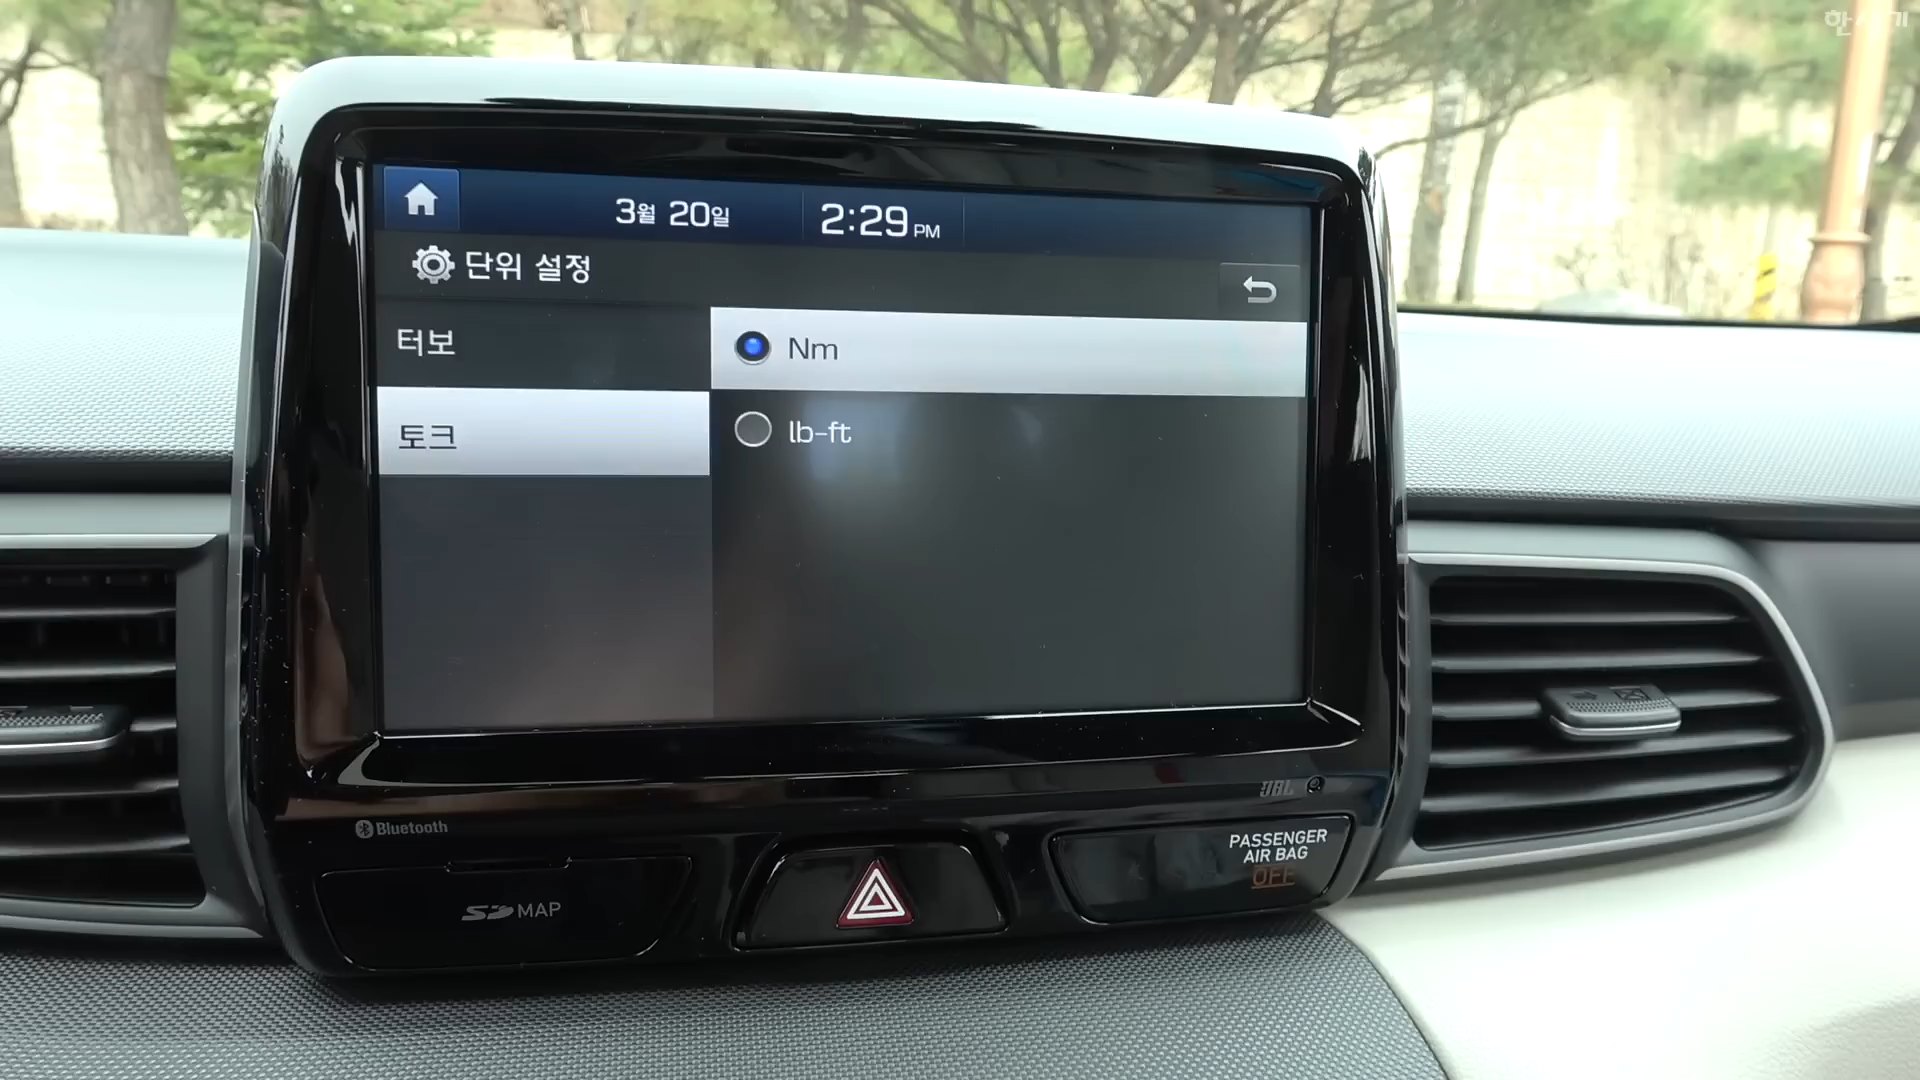 3월 20일 2:29 PM
단위 설정
터보
Nm
토크
lb-ft
JBL
Bluetooth
PASSENGER
AIR BAG
OFF
SD MAP